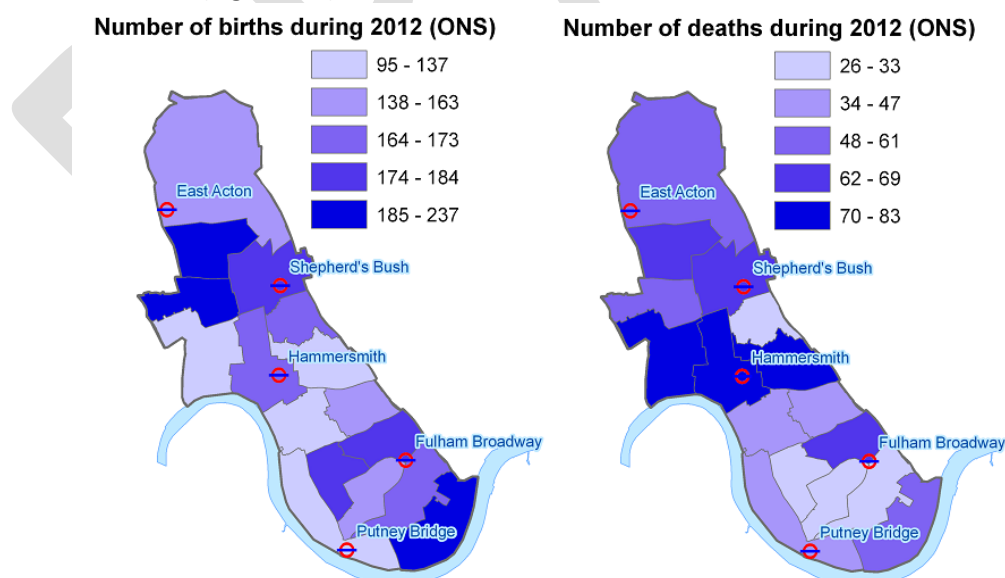 Number of births during 2012 (ONS)
95 - 137
138 - 163
164 - 173
174 - 184
185 - 237
East Acton
Shepherd's Bush
Hammersmith
Fulham Broadway
Putney Bridge
Number of deaths during 2012 (ONS)
26 - 33
34 - 47
48 - 61
62 - 69
70 - 83
East Acton
Shepherd's Bush
Hammersmith
Fulham Broadway
Putney Bridge